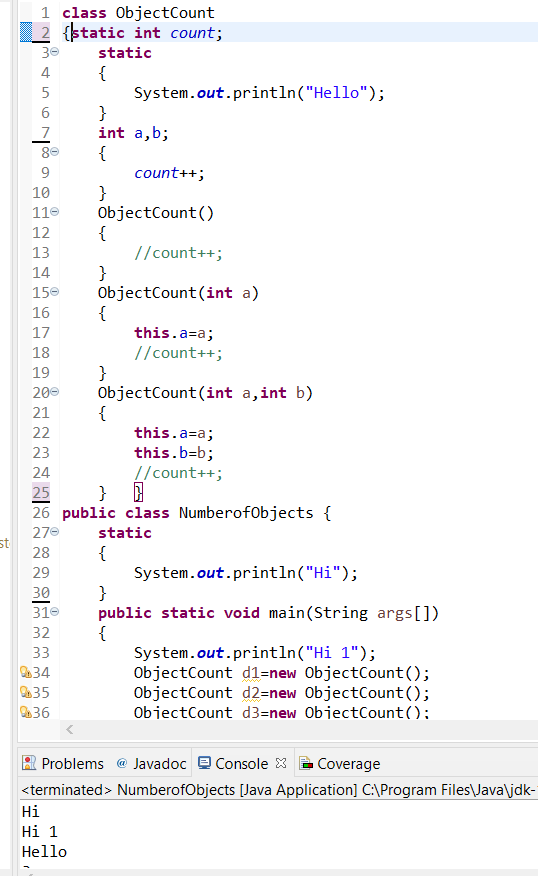 1 class ObjectCount
2 {static int count;
3 static
4 {
5 System.out.println("Hello");
6 }
7 int a,b;
8 {
9 count++;
10 }
11 ObjectCount()
12 {
13 //count++;
14 }
15 ObjectCount(int a)
16 {
17 this.a=a;
18 //count++;
19 }
20 ObjectCount(int a,int b)
21 {
22 this.a=a;
23 this.b=b;
24 //count++;
25 } }
26 public class NumberofObjects {
27 static
28 {
29 System.out.println("Hi");
30 }
31 public static void main(String args[])
32 {
33 System.out.println("Hi 1");
34 ObjectCount d1=new ObjectCount();
35 ObjectCount d2=new ObjectCount();
36 ObjectCount d3=new ObjectCount();
st
Problems @ Javadoc Console Coverage
<terminated> NumberofObjects [Java Application] C:\Program Files\Java\jdk-
Hi
Hi 1
Hello